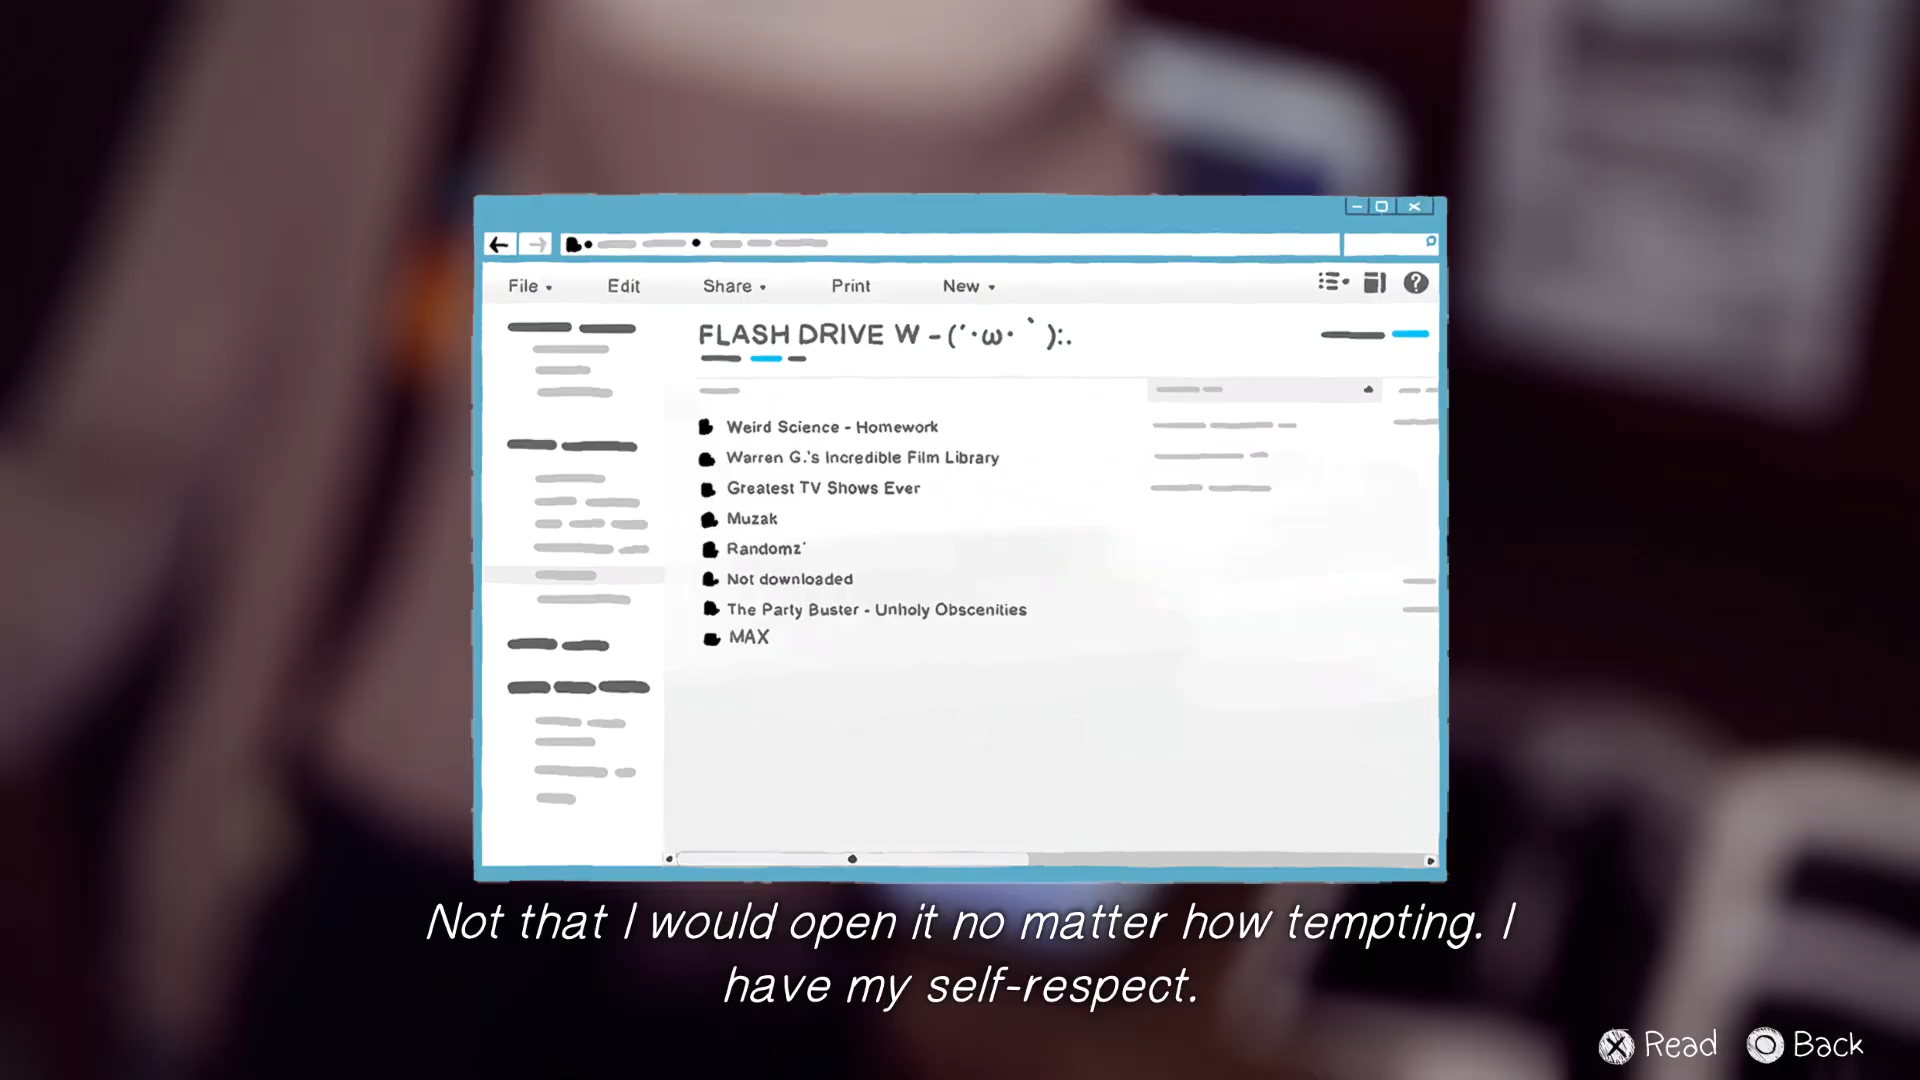 File Edit Share Print New
FLASH DRIVE W - (´･ω･｀):.
Weird Science - Homework
Warren G.'s Incredible Film Library
Greatest TV Shows Ever
Muzak
Randomz'
Not downloaded
The Party Buster - Unholy Obscenities
MAX
Not that I would open it no matter how tempting. I
have my self-respect.
Read Back